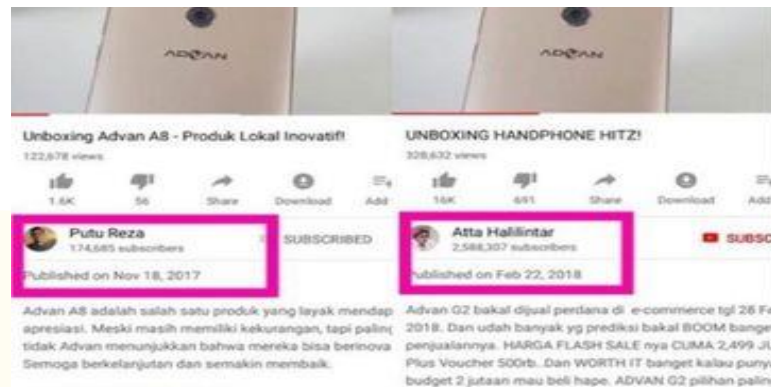 ADVAN
Unboxing Advan A8 - Produk Lokal Inovatif!
122,678 views
1.6K 56 Share Download Add
Putu Reza
174,685 subscribers
SUBSCRIBED
Published on Nov 18, 2017
Advan A8 adalah salah satu produk yang layak mendap
apresiasi. Meski masih memiliki kekurangan, tapi paling
tidak Advan menunjukkan bahwa mereka bisa berinova
Semoga berkelanjutan dan semakin membaik.
ADVAN
UNBOXING HANDPHONE HITZ!
328,632 views
16K 691 Share Download Add
Atta Halilintar
2,588,307 subscribers
SUBSC
Published on Feb 22, 2018
Advan G2 bakal dijual perdana di e-commerce tgl 26 Fe
2018. Dan udah banyak yg prediksi bakal BOOM bange
penjualannya. HARGA FLASH SALE nya CUMA 2,499 JU
Plus Voucher 500rb..Dan WORTH IT banget kalau puny
budget 2 jutaan mau beli hape. ADVAN G2 pilihan palin